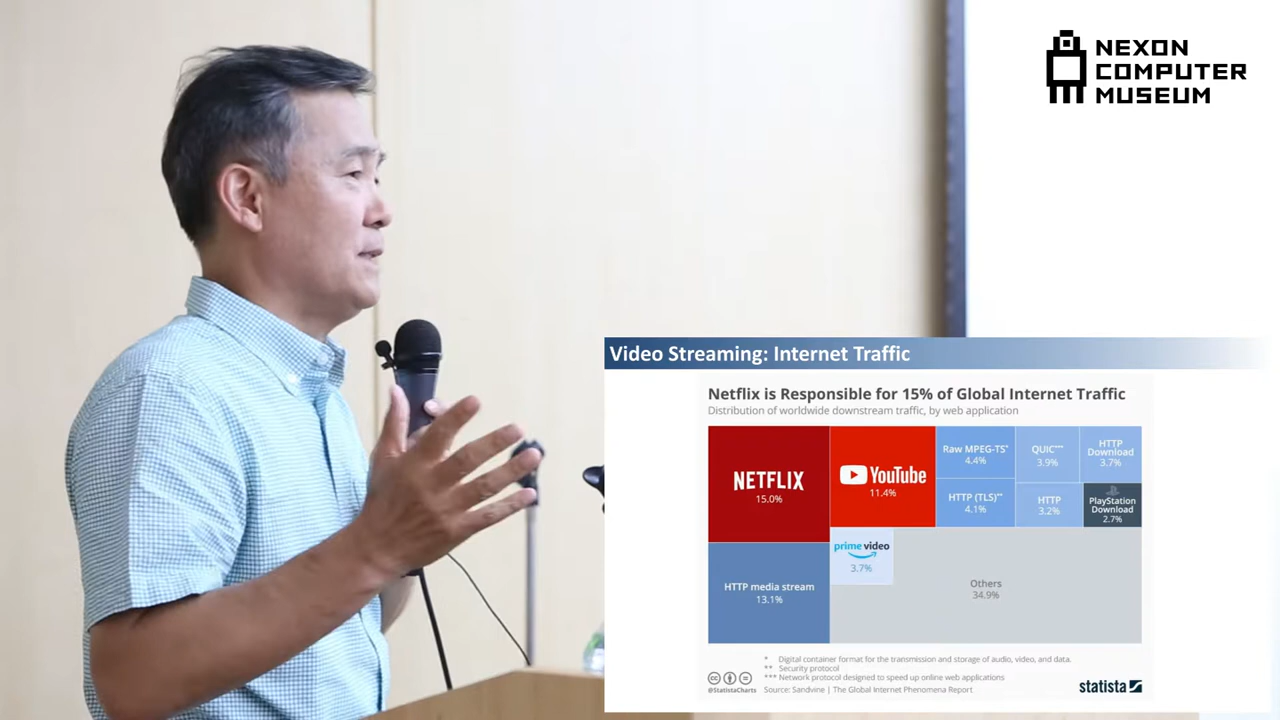 NEXON
COMPUTER
MUSEUM
Video Streaming: Internet Traffic
Netflix is Responsible for 15% of Global Internet Traffic
Distribution of worldwide downstream traffic, by web application
NETFLIX
15.0%
YouTube
11.4%
Raw MPEG-TS*
4.4%
QUIC***
3.9%
HTTP
Download
3.7%
HTTP (TLS)**
4.1%
HTTP
3.2%
PlayStation
Download
2.7%
prime video
3.7%
HTTP media stream
13.1%
Others
34.9%
* Digital container format for the transmission and storage of audio, video, and data.
** Security protocol
*** Network protocol designed to speed up online web applications
@StatistaCharts Source: Sandvine | The Global Internet Phenomena Report
statista